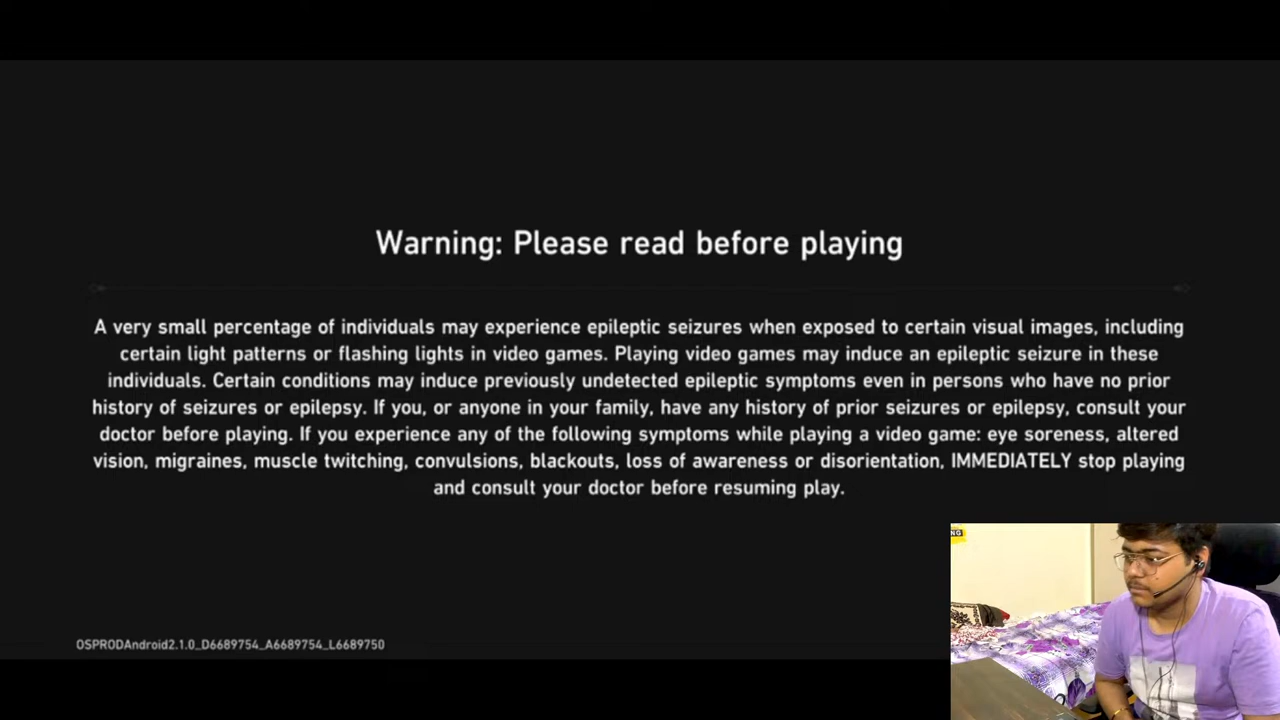 Warning: Please read before playing
A very small percentage of individuals may experience epileptic seizures when exposed to certain visual images, including
certain light patterns or flashing lights in video games. Playing video games may induce an epileptic seizure in these
individuals. Certain conditions may induce previously undetected epileptic symptoms even in persons who have no prior
history of seizures or epilepsy. If you, or anyone in your family, have any history of prior seizures or epilepsy, consult your
doctor before playing. If you experience any of the following symptoms while playing a video game: eye soreness, altered
vision, migraines, muscle twitching, convulsions, blackouts, loss of awareness or disorientation, IMMEDIATELY stop playing
and consult your doctor before resuming play.
NG
OSPRODAndroid2.1.0_D6689754_A6689754_L6689750